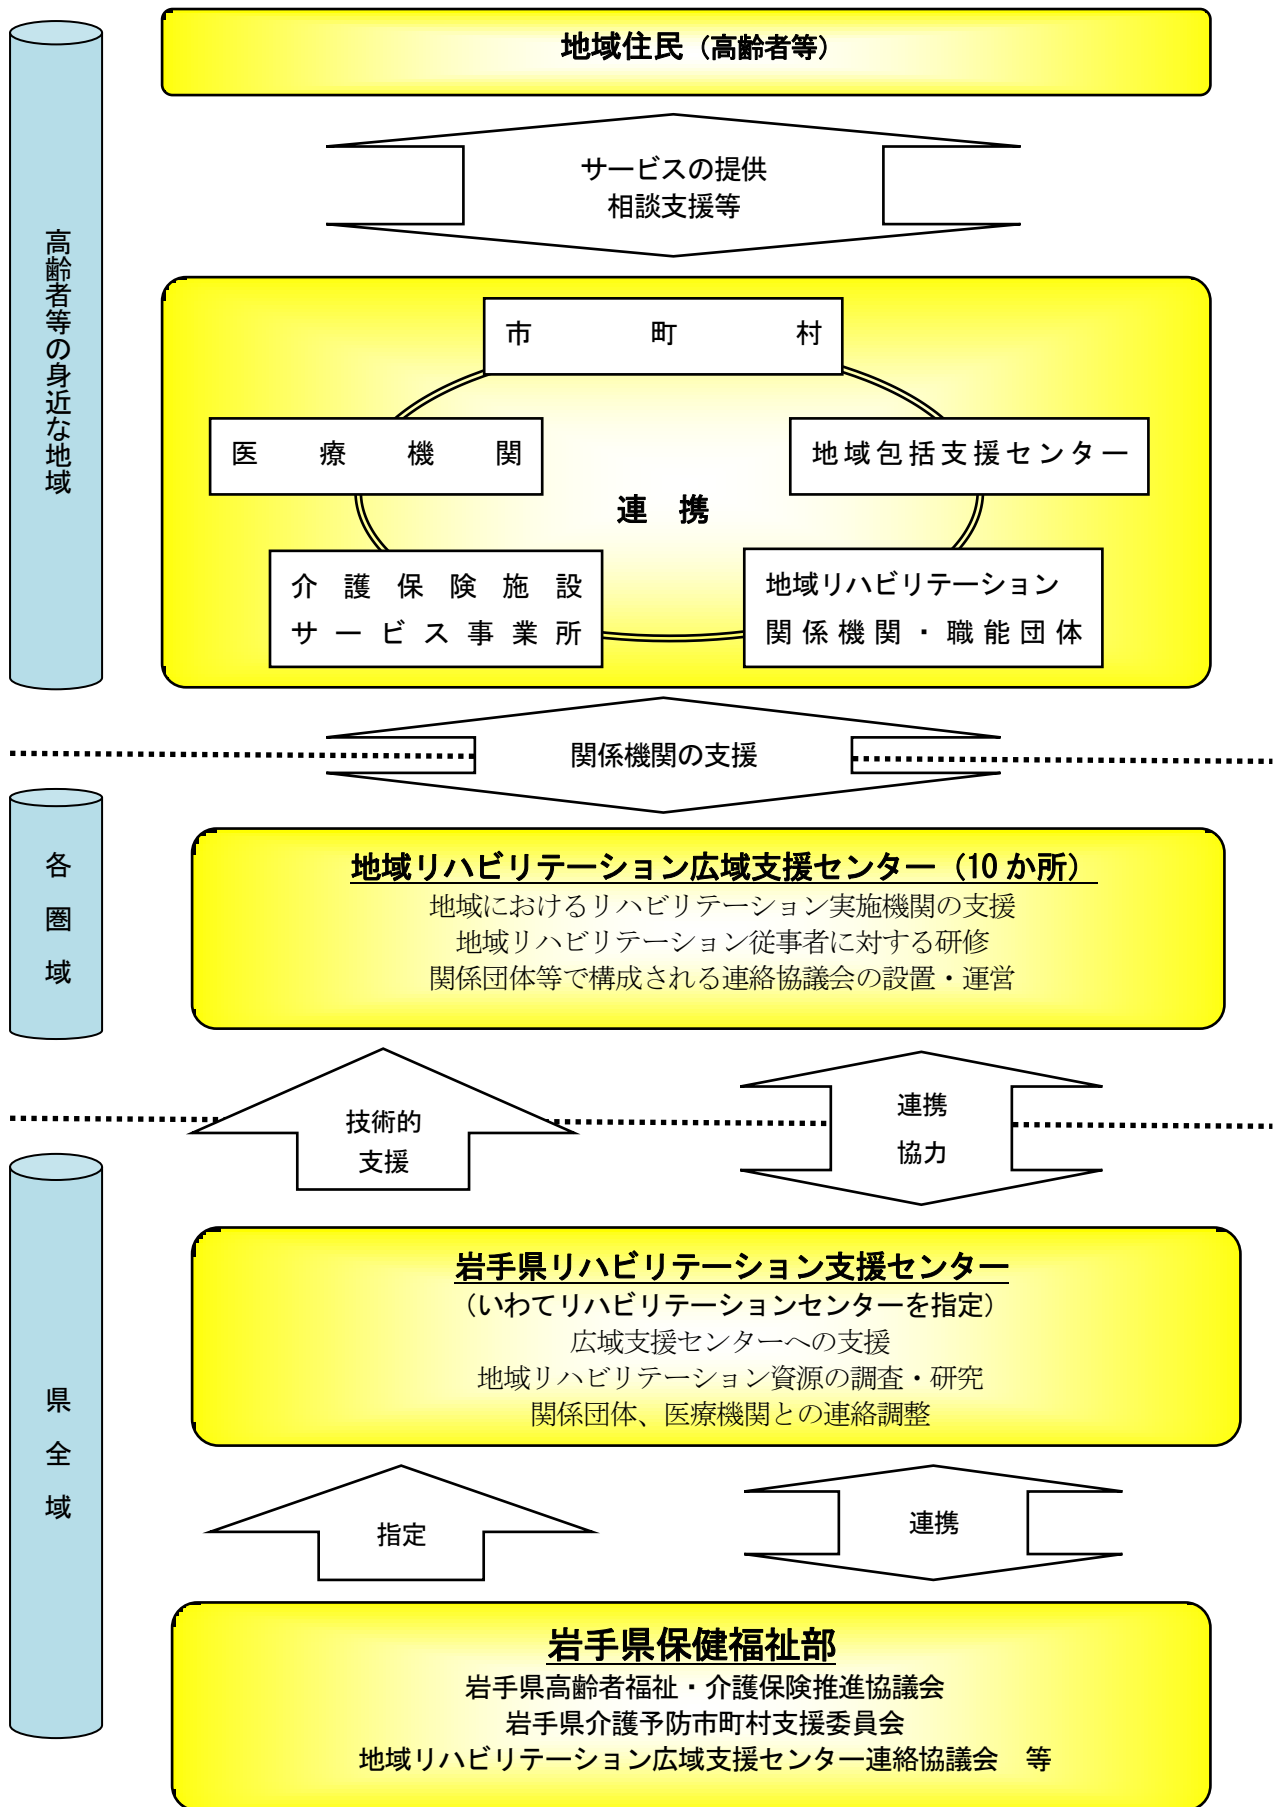 地域住民（高齢者等）
サービスの提供
相談支援等
高齢者等の身近な地域
市町村
医療機関
地域包括支援センター
連携
介護保険施設
サービス事業所
地域リハビリテーション
関係機関・職能団体
関係機関の支援
各圏域
地域リハビリテーション広域支援センター（10か所）
地域におけるリハビリテーション実施機関の支援
地域リハビリテーション従事者に対する研修
関係団体等で構成される連絡協議会の設置・運営
技術的
支援
連携
協力
県全域
岩手県リハビリテーション支援センター
（いわてリハビリテーションセンターを指定）
広域支援センターへの支援
地域リハビリテーション資源の調査・研究
関係団体、医療機関との連絡調整
指定
連携
岩手県保健福祉部
岩手県高齢者福祉・介護保険推進協議会
岩手県介護予防市町村支援委員会
地域リハビリテーション広域支援センター連絡協議会　等